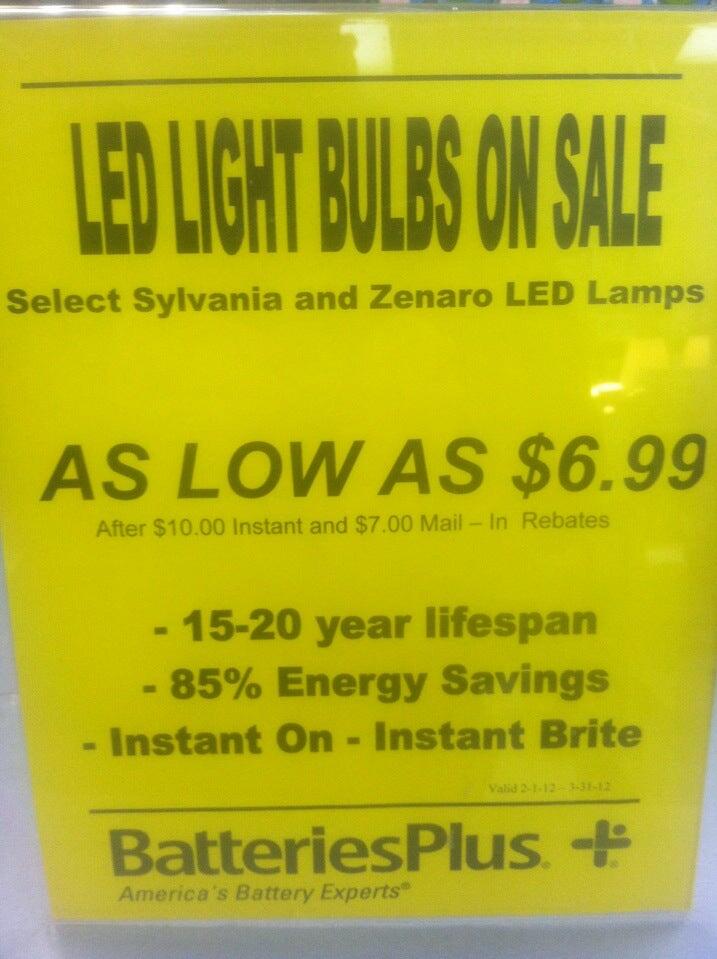 LED LIGHT BULBS ON SALE
Select Sylvania and Zenaro LED Lamps
AS LOW AS $6.99
After $10.00 Instant and $7.00 Mail – In Rebates
- 15-20 year lifespan
- 85% Energy Savings
- Instant On - Instant Brite
Valid 2-1-12 – 3-31-12
BatteriesPlus®
America's Battery Experts®